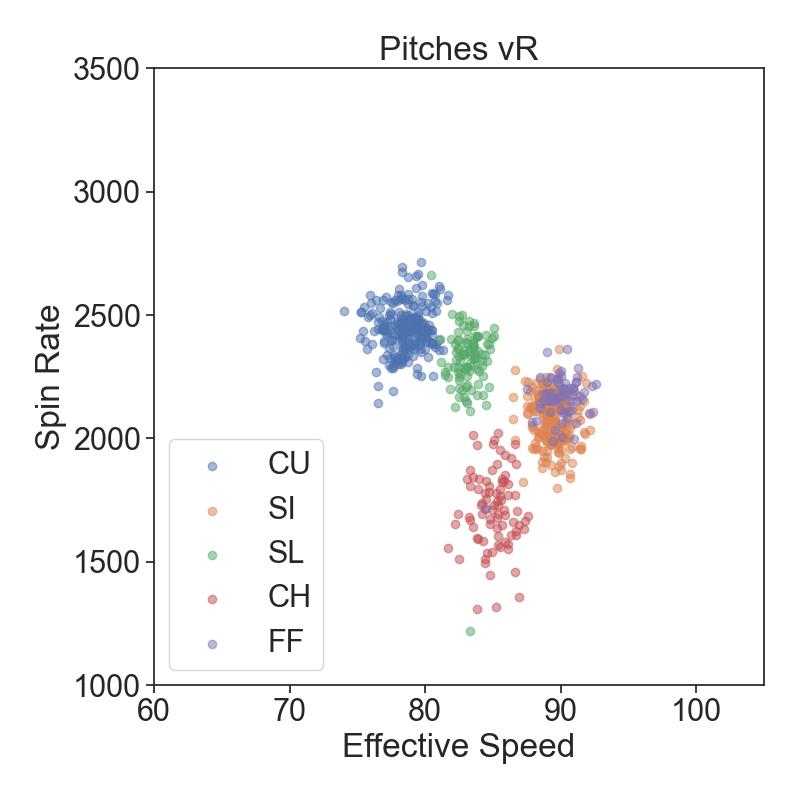 Pitches vR
3500
3000
2500
2000
1500
1000
Spin Rate
CU
SI
SL
CH
FF
60 70 80 90 100
Effective Speed